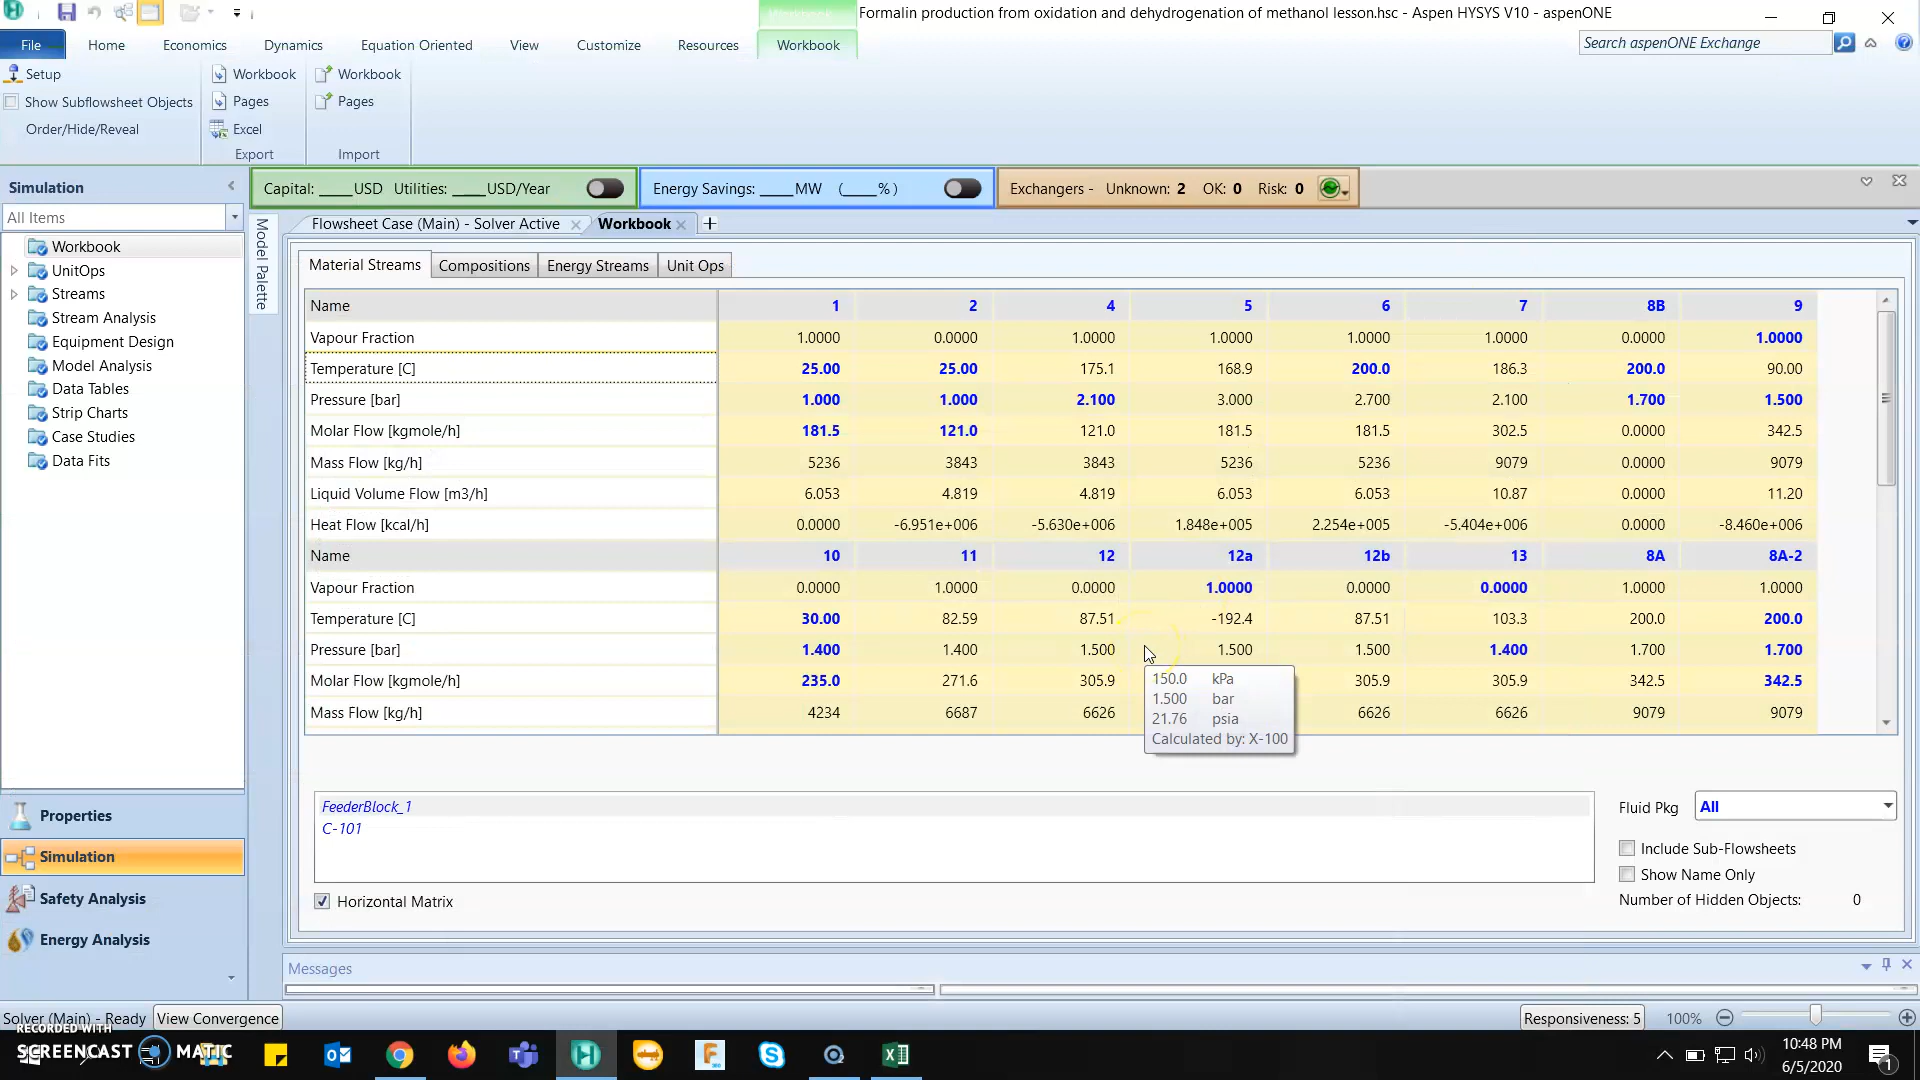 Formalin production from oxidation and dehydrogenation of methanol lesson.hsc - Aspen HYSYS V10 - aspenONE
File Home Economics Dynamics Equation Oriented View Customize Resources Workbook
Search aspenONE Exchange
Setup
Show Subflowsheet Objects
Order/Hide/Reveal
Workbook
Pages
Excel
Export
Workbook
Pages
Import
Capital: ____USD Utilities: ____USD/Year
Energy Savings: ____MW (____%)
Exchangers - Unknown: 2 OK: 0 Risk: 0
Simulation
All Items
Workbook
UnitOps
Streams
Stream Analysis
Equipment Design
Model Analysis
Data Tables
Strip Charts
Case Studies
Data Fits
Properties
Simulation
Safety Analysis
Energy Analysis
Model Palette
Flowsheet Case (Main) - Solver Active Workbook +
Material Streams Compositions Energy Streams Unit Ops
Name 1 2 4 5 6 7 8B 9
Vapour Fraction 1.0000 0.0000 1.0000 1.0000 1.0000 1.0000 0.0000 1.0000
Temperature [C] 25.00 25.00 175.1 168.9 200.0 186.3 200.0 90.00
Pressure [bar] 1.000 1.000 2.100 3.000 2.700 2.100 1.700 1.500
Molar Flow [kgmole/h] 181.5 121.0 121.0 181.5 181.5 302.5 0.0000 342.5
Mass Flow [kg/h] 5236 3843 3843 5236 5236 9079 0.0000 9079
Liquid Volume Flow [m3/h] 6.053 4.819 4.819 6.053 6.053 10.87 0.0000 11.20
Heat Flow [kcal/h] 0.0000 -6.951e+006 -5.630e+006 1.848e+005 2.254e+005 -5.404e+006 0.0000 -8.460e+006
Name 10 11 12 12a 12b 13 8A 8A-2
Vapour Fraction 0.0000 1.0000 0.0000 1.0000 0.0000 0.0000 1.0000 1.0000
Temperature [C] 30.00 82.59 87.51 -192.4 87.51 103.3 200.0 200.0
Pressure [bar] 1.400 1.400 1.500 1.500 1.500 1.400 1.700 1.700
Molar Flow [kgmole/h] 235.0 271.6 305.9 305.9 305.9 342.5 342.5
Mass Flow [kg/h] 4234 6687 6626 6626 6626 9079 9079
150.0 kPa
1.500 bar
21.76 psia
Calculated by: X-100
FeederBlock_1
C-101
Fluid Pkg All
Include Sub-Flowsheets
Show Name Only
Number of Hidden Objects: 0
Horizontal Matrix
Messages
Solver (Main) - Ready View Convergence
Responsiveness: 5 100%
RECORDED WITH
SCREENCAST MATIC
10:48 PM
6/5/2020
1